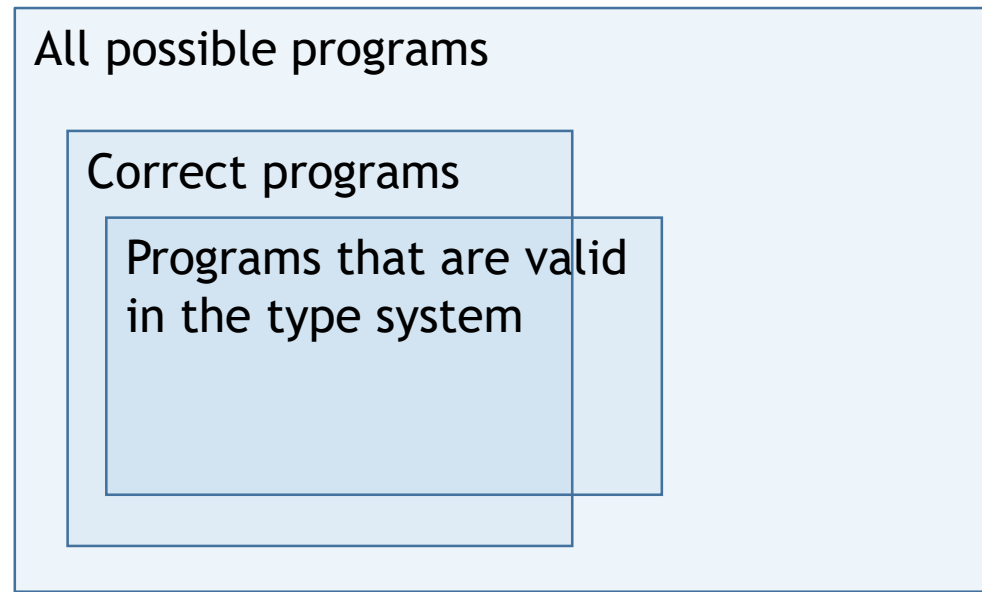 All possible programs
Correct programs
Programs that are valid
in the type system